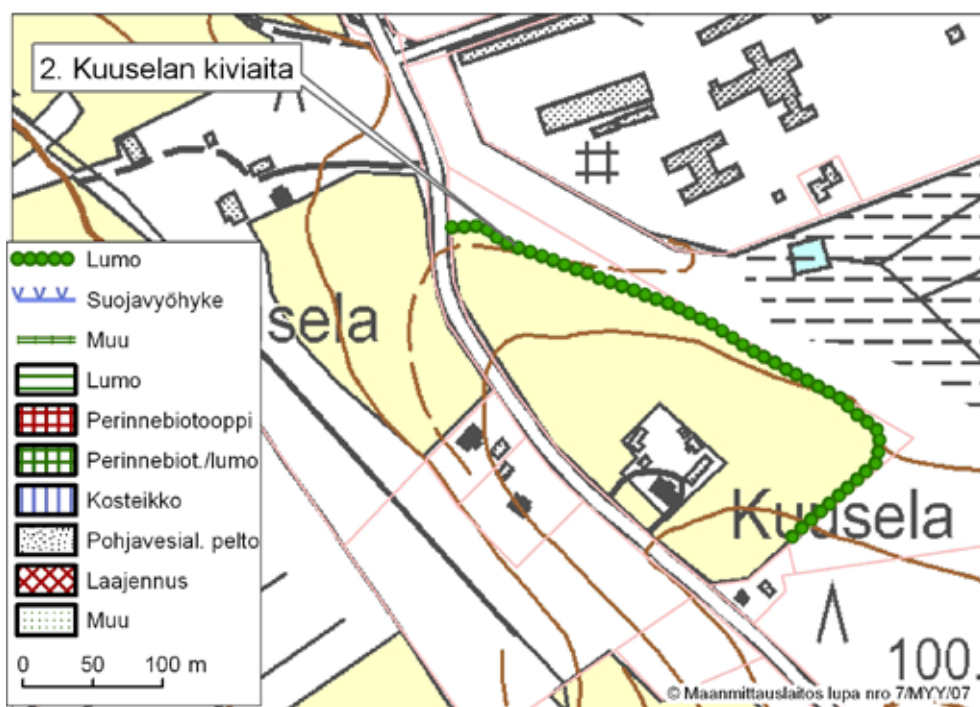 2. Kuuselan kiviaita
Lumo
Suojavyöhyke
Muu
Lumo
Perinnebiotooppi
Perinnebiot./lumo
Kosteikko
Pohjavesial. pelto
Laajennus
Muu
0 50 100 m
sela
Kuusela
100.
© Maanmittauslaitos lupa nro 7/MYY/07